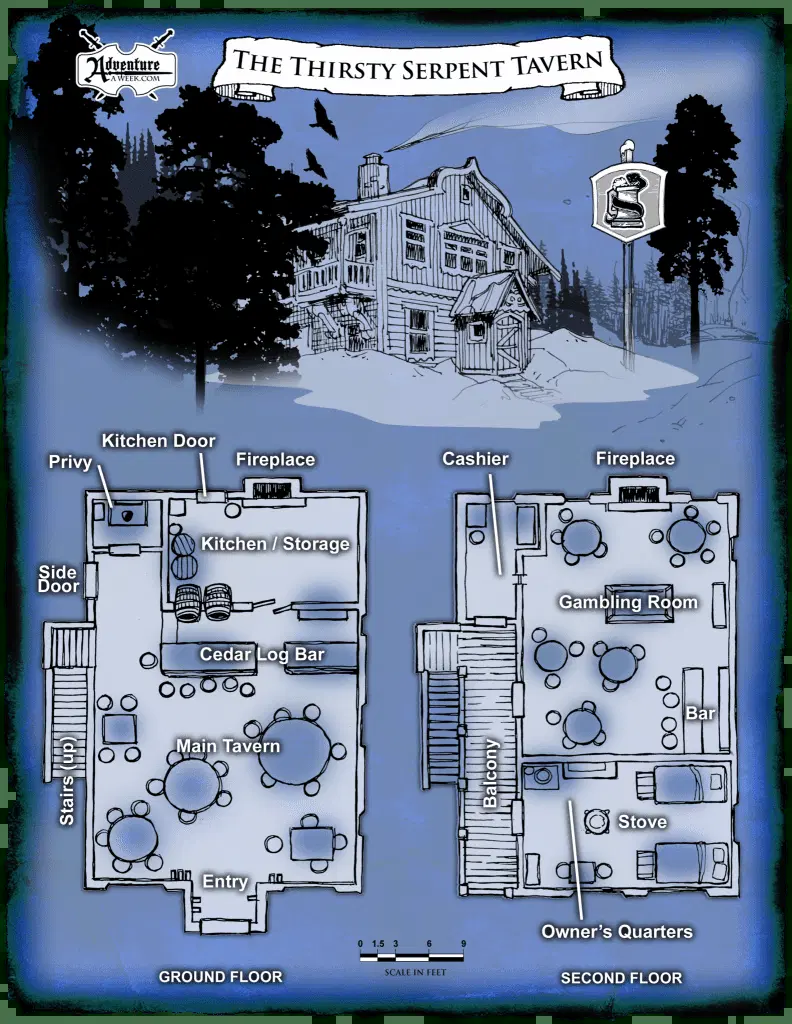 Adventure
A WEEK.COM
THE THIRSTY SERPENT TAVERN
Kitchen Door
Privy
Fireplace
Kitchen / Storage
Side
Door
Cedar Log Bar
Main Tavern
Stairs (up)
Entry
GROUND FLOOR
Cashier
Fireplace
Gambling Room
Bar
Balcony
Stove
Owner's Quarters
0 1.5 3 6 9
SCALE IN FEET
SECOND FLOOR